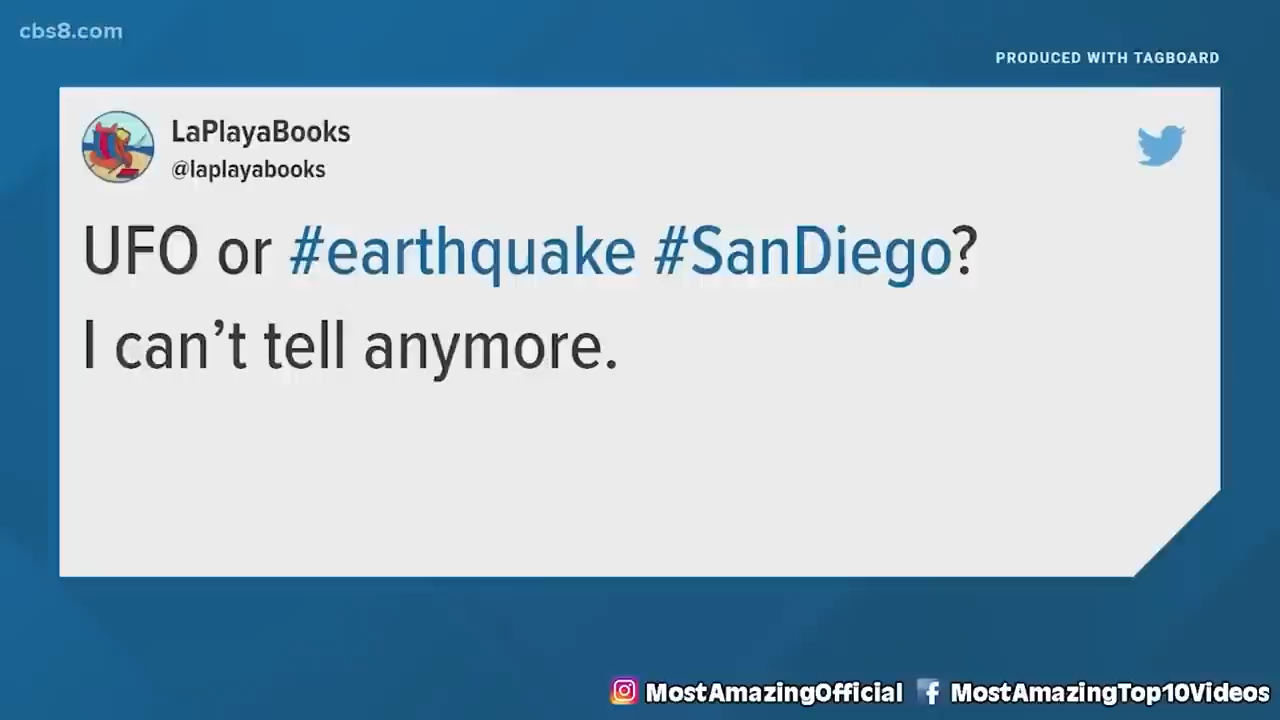 cbs8.com
PRODUCED WITH TAGBOARD
LaPlayaBooks
@laplayabooks
UFO or #earthquake #SanDiego?
I can’t tell anymore.
MostAmazingOfficial MostAmazingTop10Videos